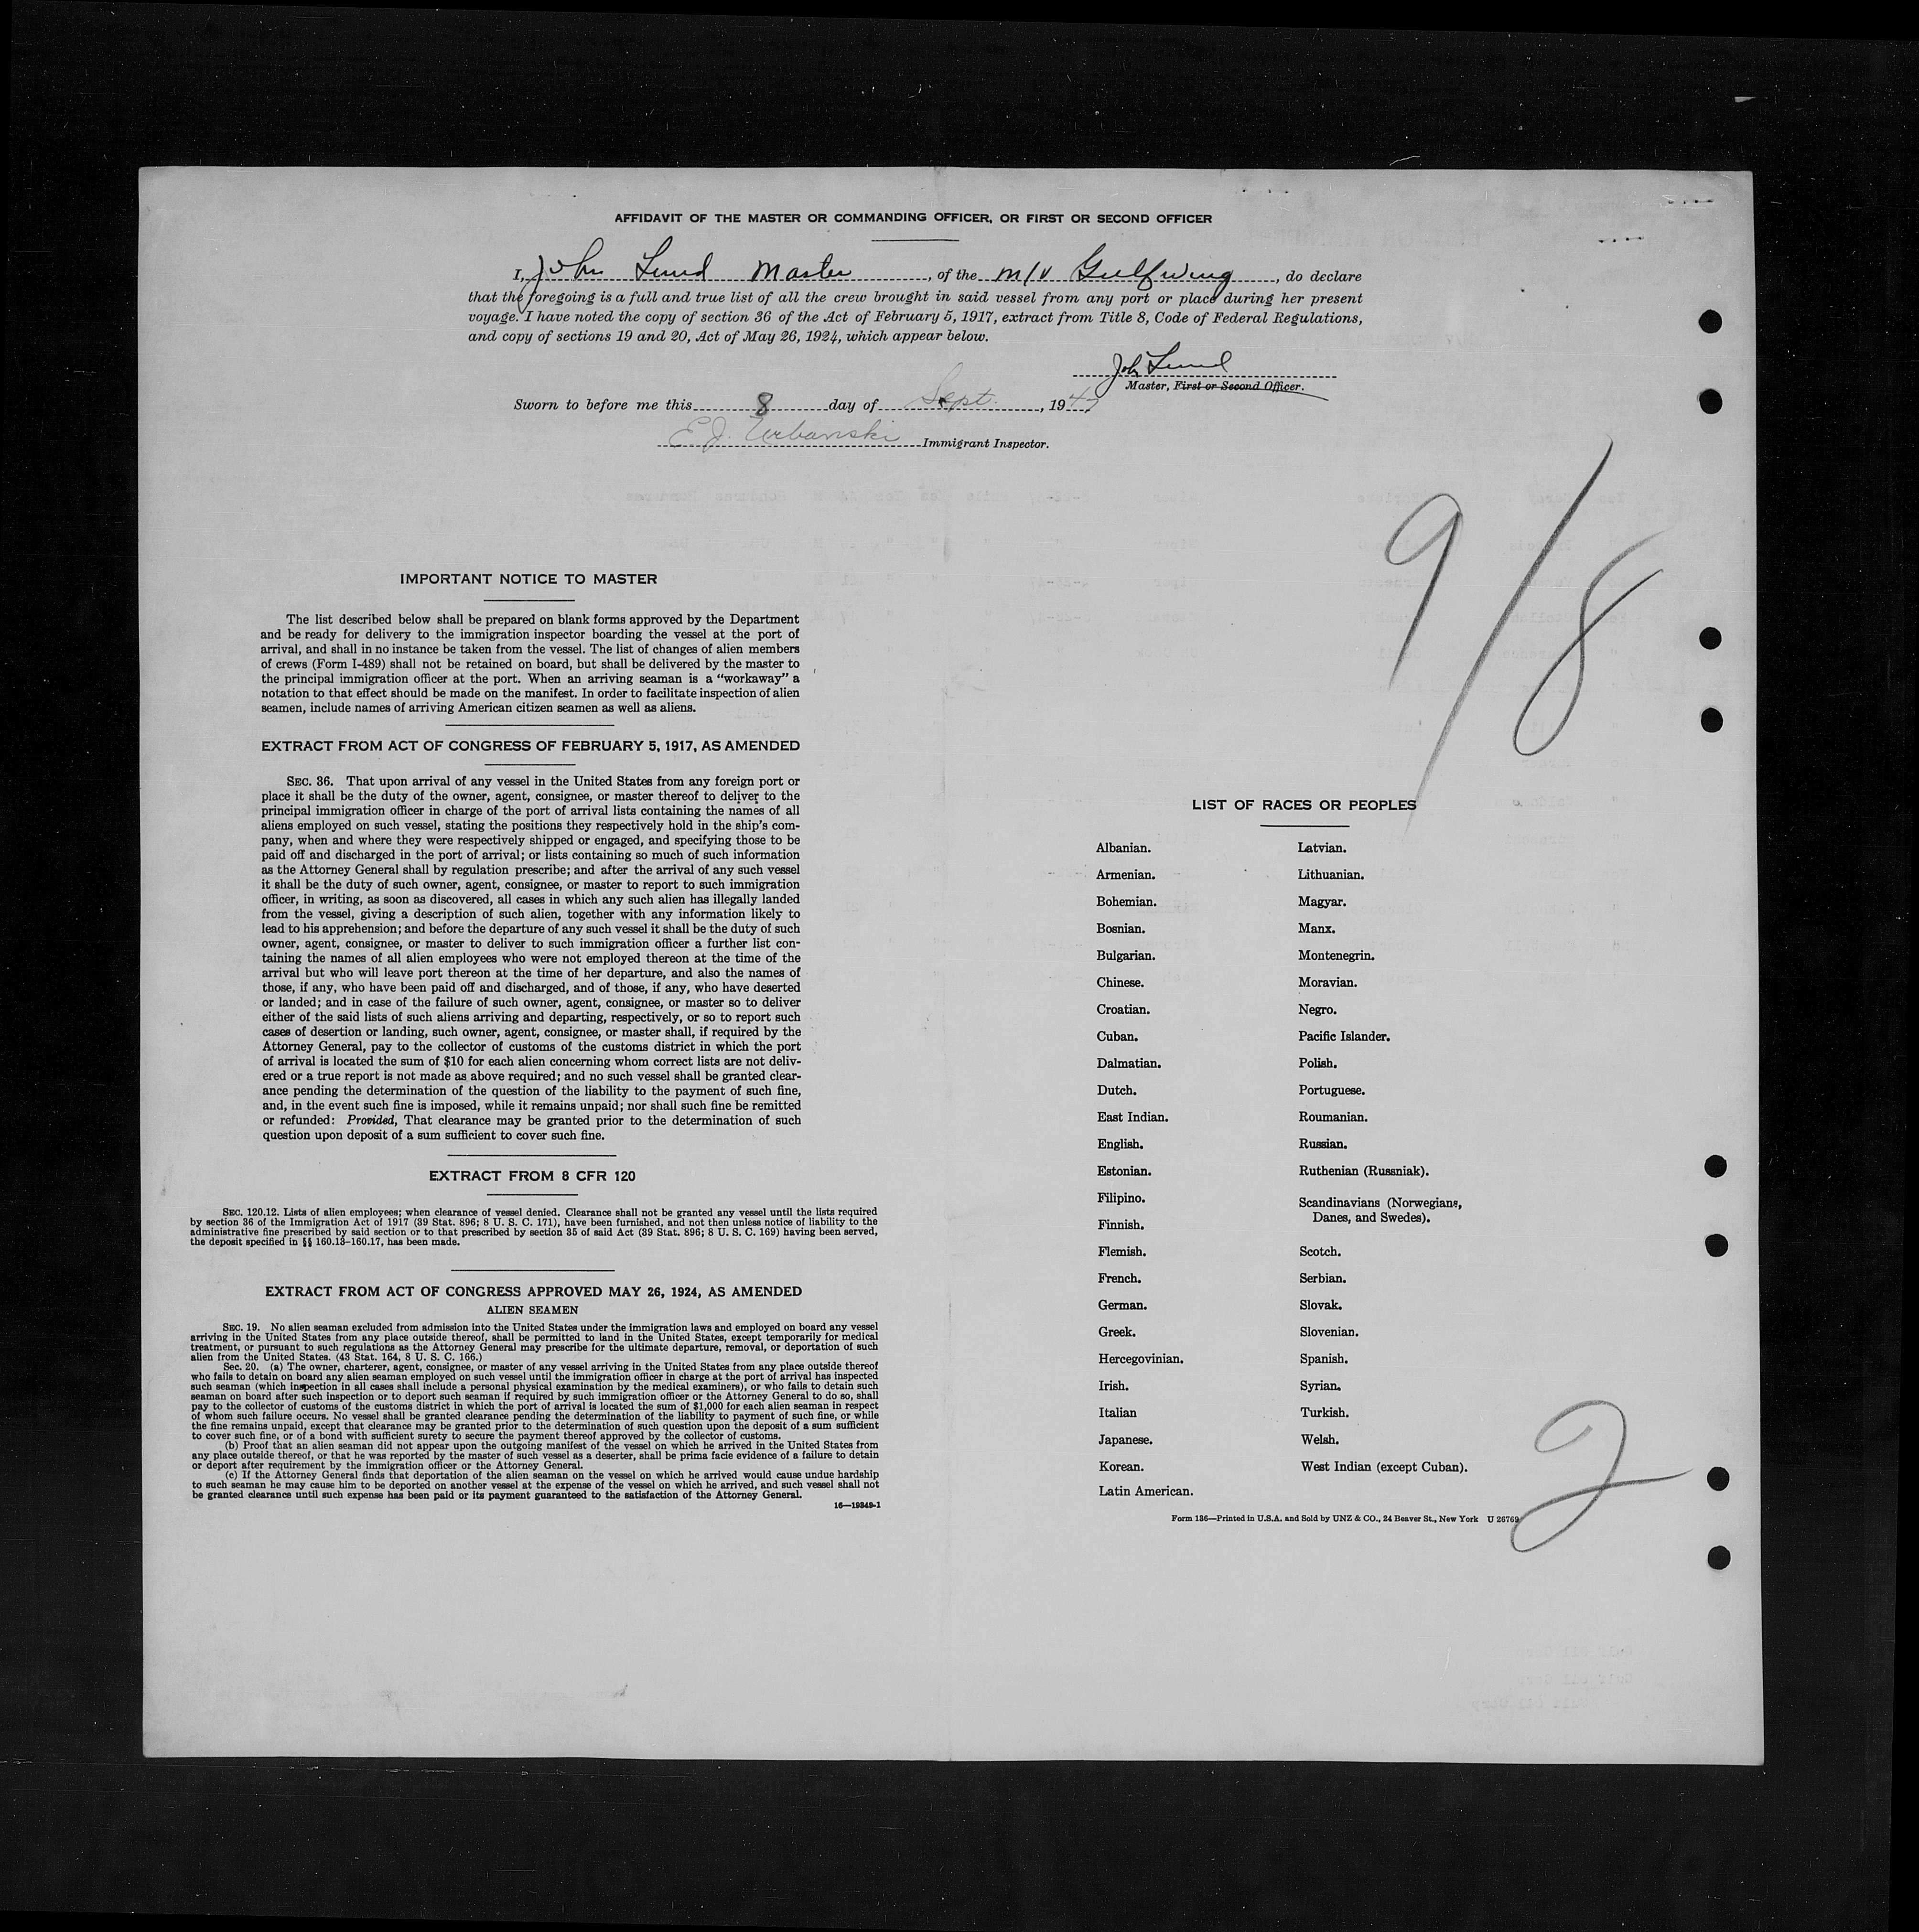 AFFIDAVIT OF THE MASTER OR COMMANDING OFFICER, OR FIRST OR SECOND OFFICER
I, John Lund Master, of the m/v Gulfwing, do declare
that the foregoing is a full and true list of all the crew brought in said vessel from any port or place during her present
voyage. I have noted the copy of section 36 of the Act of February 5, 1917, extract from Title 8, Code of Federal Regulations,
and copy of sections 19 and 20, Act of May 26, 1924, which appear below.
John Lund
Master, First or Second Officer.
Sworn to before me this 8 day of Sept., 1947
E.J. Urbanski Immigrant Inspector.
9/8
IMPORTANT NOTICE TO MASTER
The list described below shall be prepared on blank forms approved by the Department
and be ready for delivery to the immigration inspector boarding the vessel at the port of
arrival, and shall in no instance be taken from the vessel. The list of changes of alien members
of crews (Form I-489) shall not be retained on board, but shall be delivered by the master to
the principal immigration officer at the port. When an arriving seaman is a "workaway" a
notation to that effect should be made on the manifest. In order to facilitate inspection of alien
seamen, include names of arriving American citizen seamen as well as aliens.
EXTRACT FROM ACT OF CONGRESS OF FEBRUARY 5, 1917, AS AMENDED
SEC. 36. That upon arrival of any vessel in the United States from any foreign port or
place it shall be the duty of the owner, agent, consignee, or master thereof to deliver to the
principal immigration officer in charge of the port of arrival lists containing the names of all
aliens employed on such vessel, stating the positions they respectively hold in the ship's com-
pany, when and where they were respectively shipped or engaged, and specifying those to be
paid off and discharged in the port of arrival; or lists containing so much of such information
as the Attorney General shall by regulation prescribe; and after the arrival of any such vessel
it shall be the duty of such owner, agent, consignee, or master to report to such immigration
officer, in writing, as soon as discovered, all cases in which any such alien has illegally landed
from the vessel, giving a description of such alien, together with any information likely to
lead to his apprehension; and before the departure of any such vessel it shall be the duty of such
owner, agent, consignee, or master to deliver to such immigration officer a further list con-
taining the names of all alien employees who were not employed thereon at the time of the
arrival but who will leave port thereon at the time of her departure, and also the names of
those, if any, who have been paid off and discharged, and of those, if any, who have deserted
or landed; and in case of the failure of such owner, agent, consignee, or master so to deliver
either of the said lists of such aliens arriving and departing, respectively, or so to report such
cases of desertion or landing, such owner, agent, consignee, or master shall, if required by the
Attorney General, pay to the collector of customs of the customs district in which the port
of arrival is located the sum of $10 for each alien concerning whom correct lists are not deliv-
ered or a true report is not made as above required; and no such vessel shall be granted clear-
ance pending the determination of the question of the liability to the payment of such fine,
and, in the event such fine is imposed, while it remains unpaid; nor shall such fine be remitted
or refunded: Provided, That clearance may be granted prior to the determination of such
question upon deposit of a sum sufficient to cover such fine.
EXTRACT FROM 8 CFR 120
SEC. 120.12. Lists of alien employees; when clearance of vessel denied. Clearance shall not be granted any vessel until the lists required
by section 36 of the Immigration Act of 1917 (39 Stat. 896; 8 U. S. C. 171), have been furnished, and not then unless notice of liability to the
administrative fine prescribed by said section or to that prescribed by section 35 of said Act (39 Stat. 896; 8 U. S. C. 169) having been served,
the deposit specified in §§ 160.13-160.17, has been made.
EXTRACT FROM ACT OF CONGRESS APPROVED MAY 26, 1924, AS AMENDED
ALIEN SEAMEN
SEC. 19. No alien seaman excluded from admission into the United States under the immigration laws and employed on board any vessel
arriving in the United States from any place outside thereof, shall be permitted to land in the United States, except temporarily for medical
treatment, or pursuant to such regulations as the Attorney General may prescribe for the ultimate departure, removal, or deportation of such
alien from the United States. (43 Stat. 164, 8 U. S. C. 166.)
Sec. 20. (a) The owner, charterer, agent, consignee, or master of any vessel arriving in the United States from any place outside thereof
who fails to detain on board any alien seaman employed on such vessel until the immigration officer in charge at the port of arrival has inspected
such seaman (which inspection in all cases shall include a personal physical examination by the medical examiners), or who fails to detain such
seaman on board after such inspection or to deport such seaman if required by such immigration officer or the Attorney General to do so, shall
pay to the collector of customs of the customs district in which the port of arrival is located the sum of $1,000 for each alien seaman in respect
of whom such failure occurs. No vessel shall be granted clearance pending the determination of the liability to payment of such fine, or while
the fine remains unpaid, except that clearance may be granted prior to the determination of such question upon the deposit of a sum sufficient
to cover such fine, or of a bond with sufficient surety to secure the payment thereof approved by the collector of customs.
(b) Proof that an alien seaman did not appear upon the outgoing manifest of the vessel on which he arrived in the United States from
any place outside thereof, or that he was reported by the master of such vessel as a deserter, shall be prima facie evidence of a failure to detain
or deport after requirement by the immigration officer or the Attorney General.
(c) If the Attorney General finds that deportation of the alien seaman on the vessel on which he arrived would cause undue hardship
to such seaman he may cause him to be deported on another vessel at the expense of the vessel on which he arrived, and such vessel shall not
be granted clearance until such expense has been paid or its payment guaranteed to the satisfaction of the Attorney General.
16—19349-1
LIST OF RACES OR PEOPLES
Albanian.
Armenian.
Bohemian.
Bosnian.
Bulgarian.
Chinese.
Croatian.
Cuban.
Dalmatian.
Dutch.
East Indian.
English.
Estonian.
Filipino.
Finnish.
Flemish.
French.
German.
Greek.
Hercegovinian.
Irish.
Italian
Japanese.
Korean.
Latin American.
Latvian.
Lithuanian.
Magyar.
Manx.
Montenegrin.
Moravian.
Negro.
Pacific Islander.
Polish.
Portuguese.
Roumanian.
Russian.
Ruthenian (Russniak).
Scandinavians (Norwegians,
Danes, and Swedes).
Scotch.
Serbian.
Slovak.
Slovenian.
Spanish.
Syrian.
Turkish.
Welsh.
West Indian (except Cuban).
2
Form 136—Printed in U.S.A. and Sold by UNZ & CO., 24 Beaver St., New York U 26769